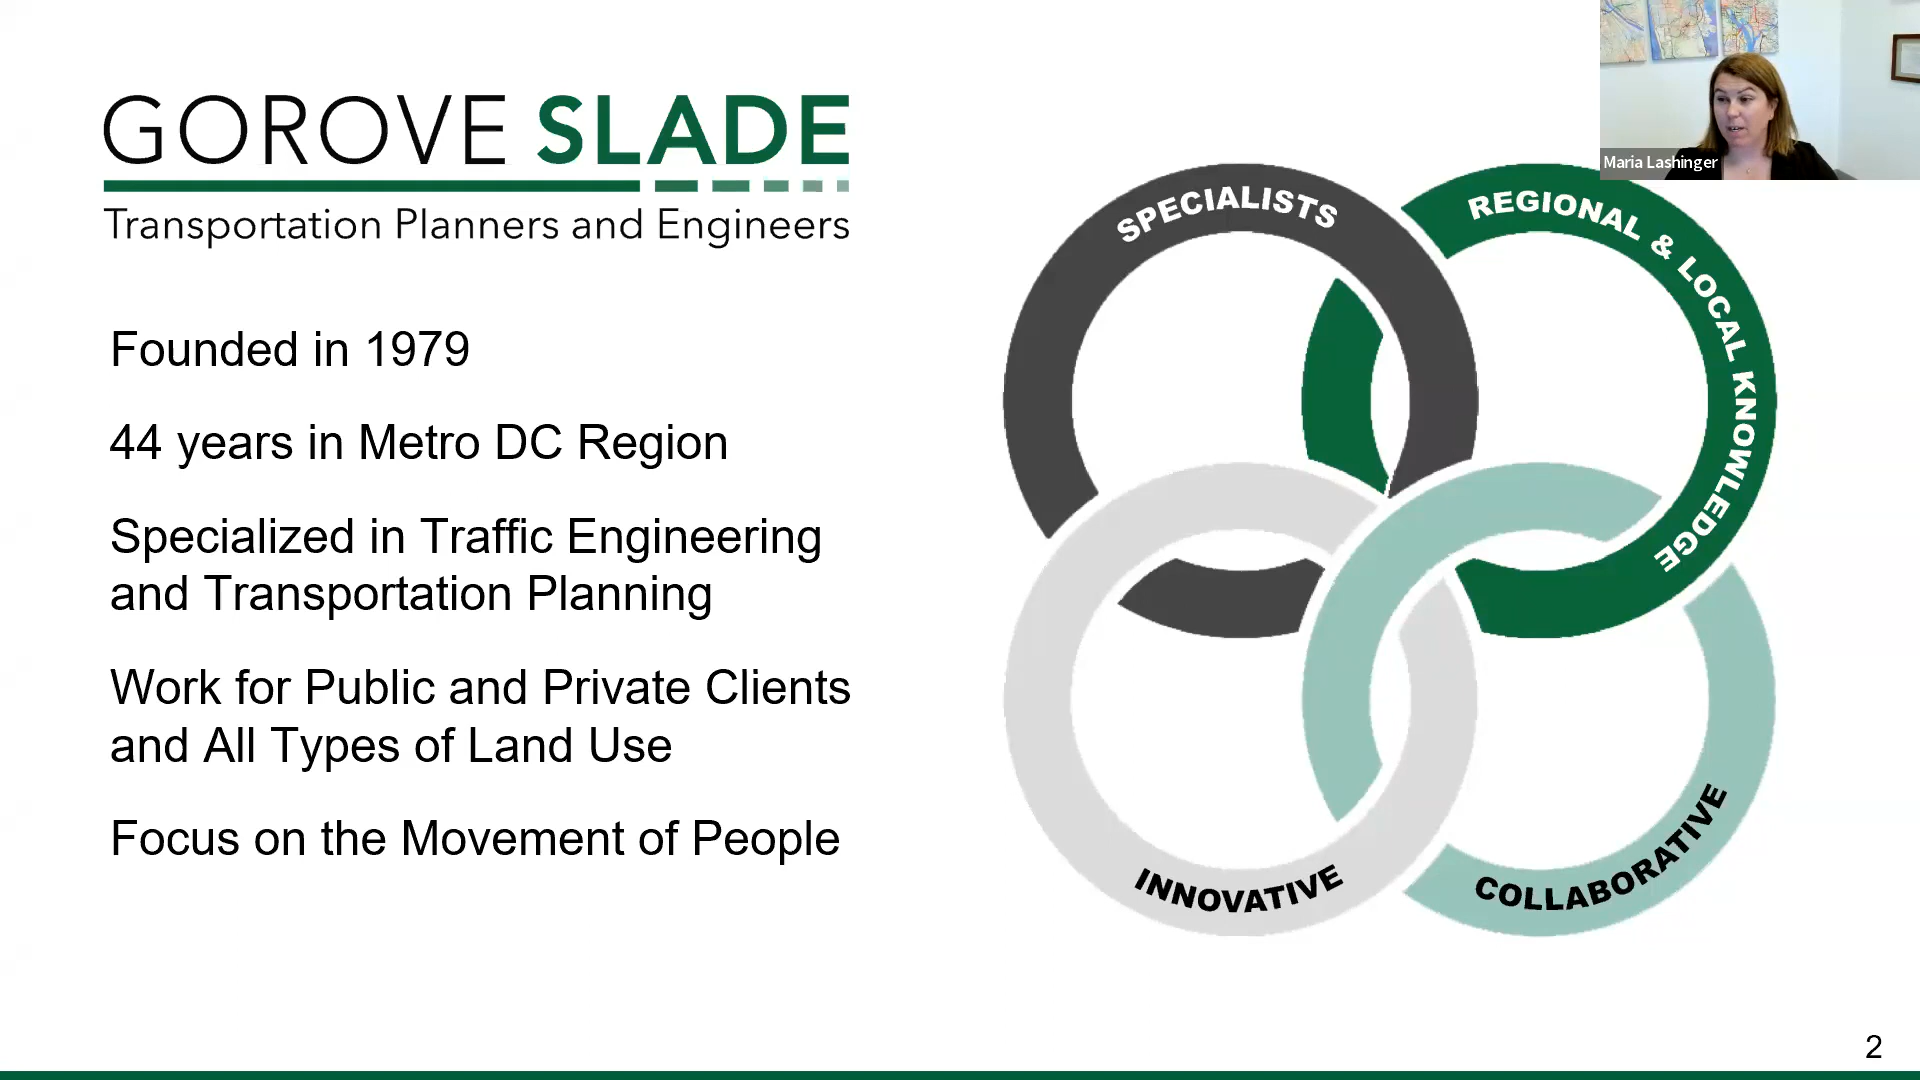 GOROVE SLADE
Transportation Planners and Engineers
Founded in 1979
44 years in Metro DC Region
Specialized in Traffic Engineering
and Transportation Planning
Work for Public and Private Clients
and All Types of Land Use
Focus on the Movement of People
SPECIALISTS
REGIONAL & LOCAL KNOWLEDGE
INNOVATIVE
COLLABORATIVE
Maria Lashinger
2